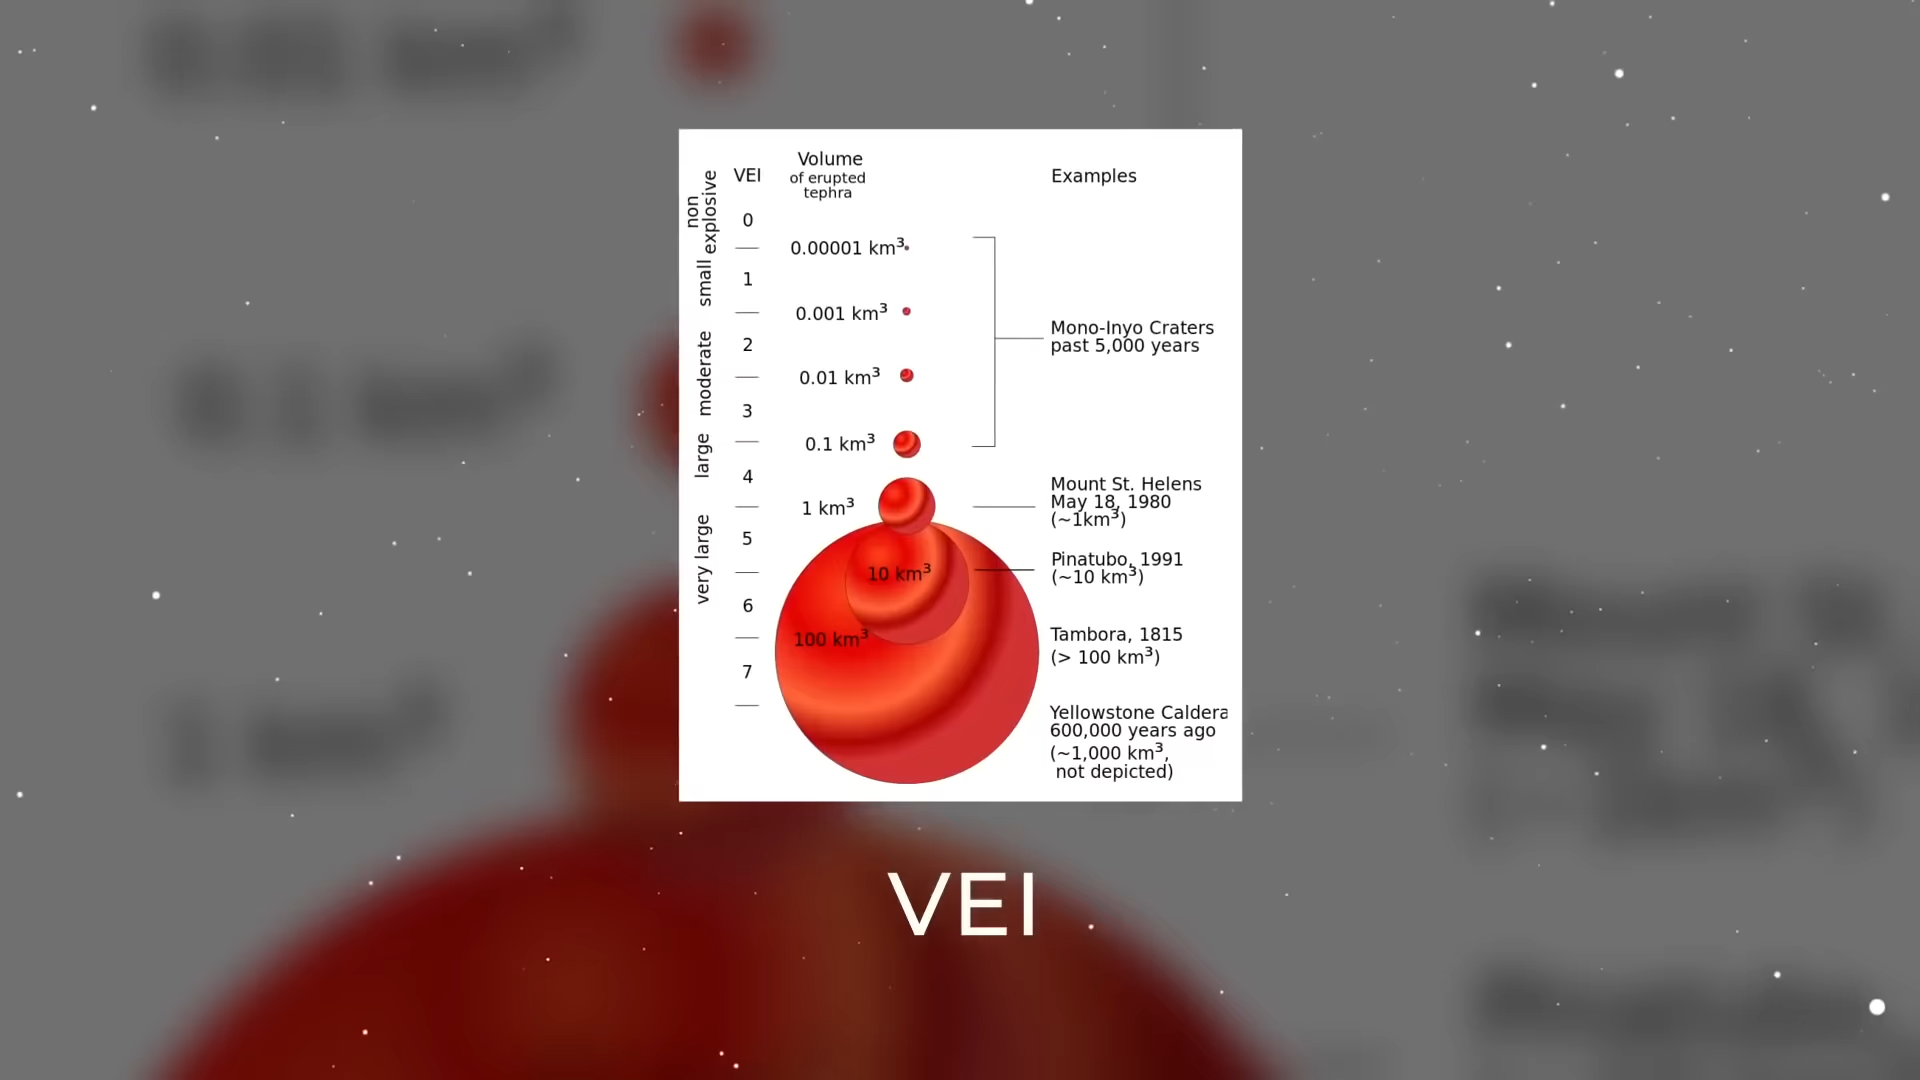 non
explosive
small
moderate
large
very large
VEI
0
1
2
3
4
5
6
7
Volume
of erupted
tephra
0.00001 km³
0.001 km³
0.01 km³
0.1 km³
1 km³
10 km³
100 km³
Examples
Mono-Inyo Craters
past 5,000 years
Mount St. Helens
May 18, 1980
(~1km³)
Pinatubo, 1991
(~10 km³)
Tambora, 1815
(> 100 km³)
Yellowstone Caldera
600,000 years ago
(~1,000 km³,
not depicted)
VEI